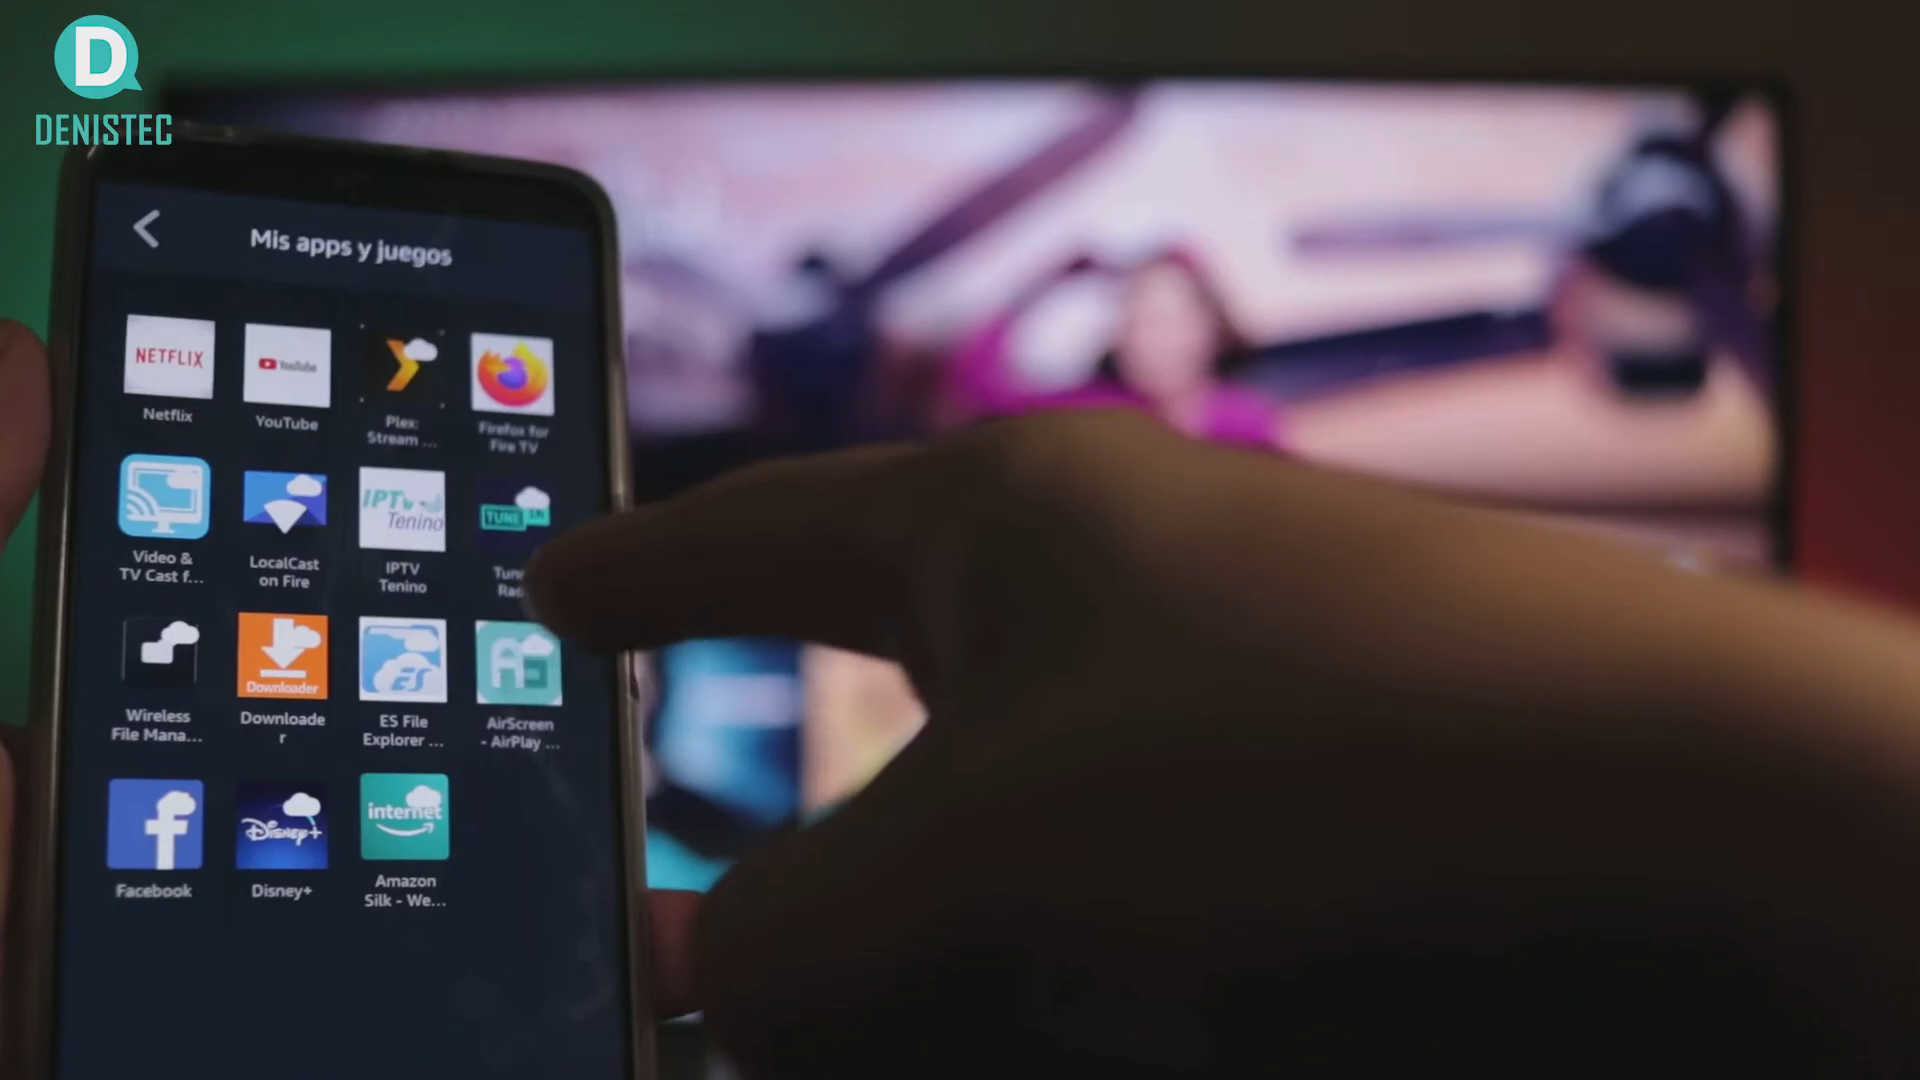 D
DENISTEC
Mis apps y juegos
NETFLIX
YouTube
Netflix
YouTube
Plex:
Stream ...
Firefox for
Fire TV
IPTV
Tenino
TUNE IN
Video &
TV Cast f...
LocalCast
on Fire
IPTV
Tenino
Downloader
ES
Wireless
File Mana...
Downloade
r
ES File
Explorer ...
AirScreen
- AirPlay ...
f
Disney+
internet
Facebook
Disney+
Amazon
Silk - We...